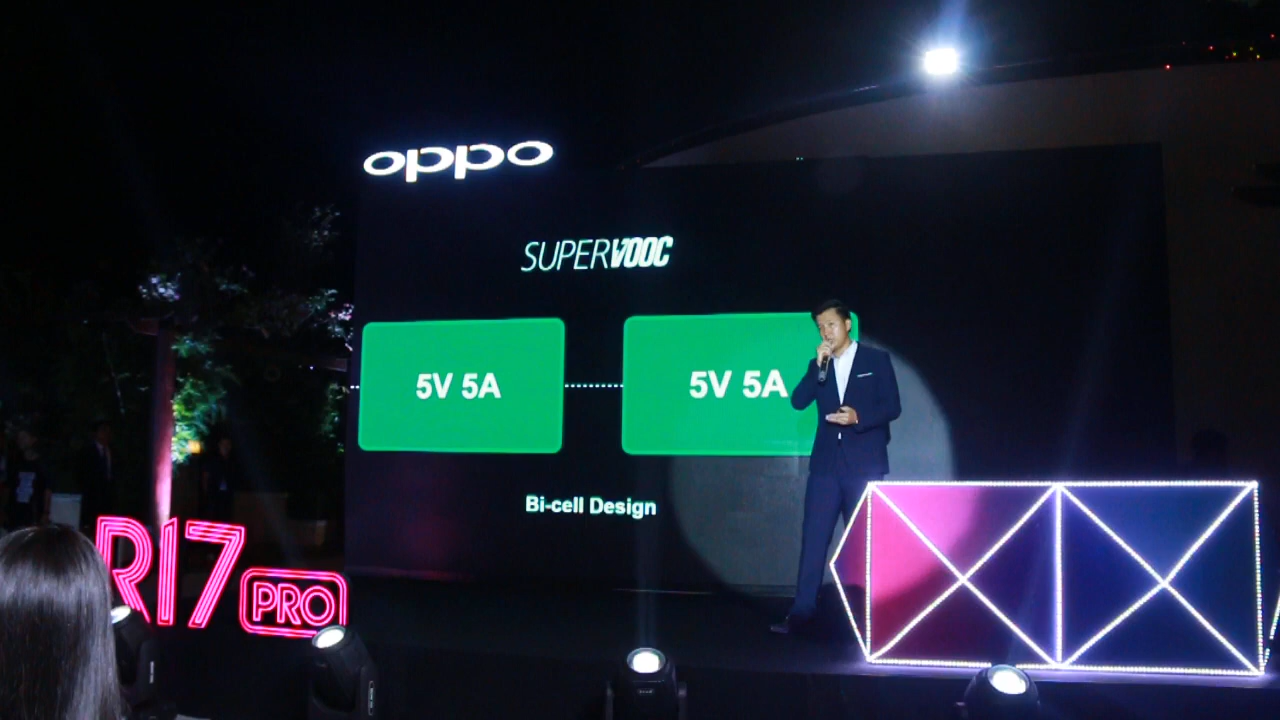 oppo
SUPERVOOC
5V 5A
5V 5A
Bi-cell Design
R17
PRO